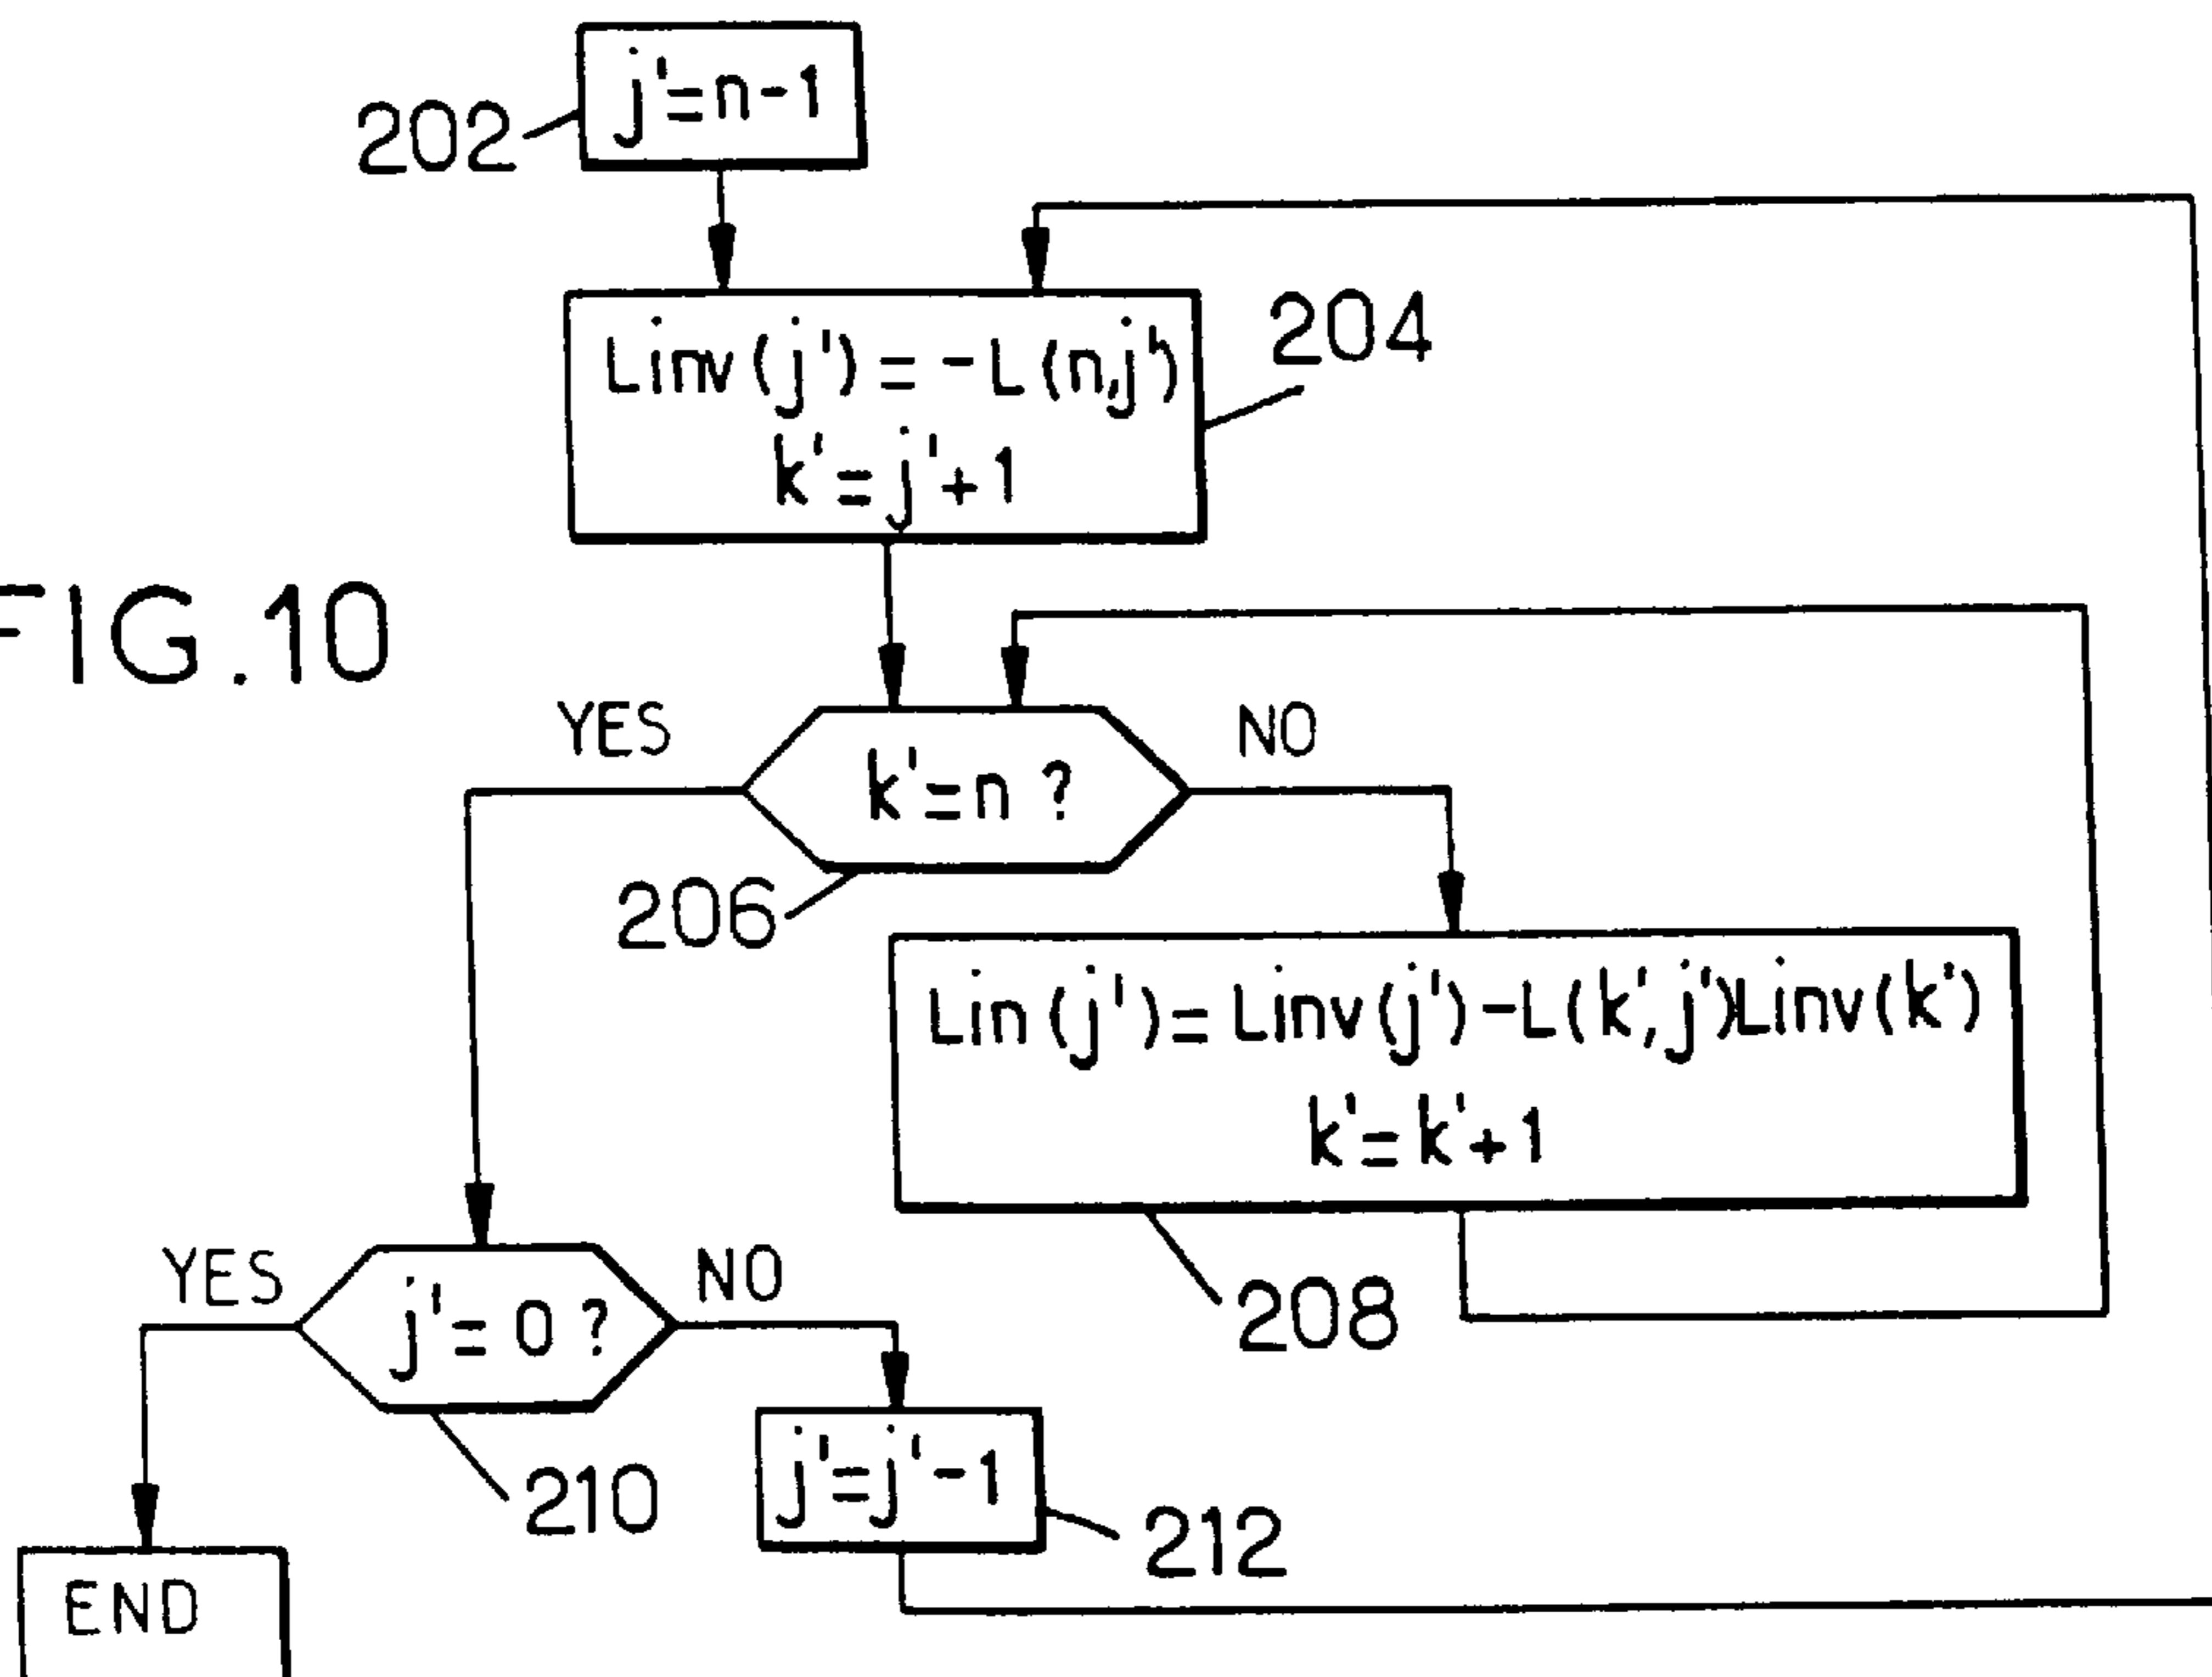 j'=n-1
202
Linv(j')=-L(n,j')
k'=j'+1
204
FIG.10
YES
k'=n ?
NO
206
Lin(j')=Linv(j')-L(k',j')Linv(k')
k'=k'+1
208
YES
j'=0?
NO
210
j'=j'-1
212
END